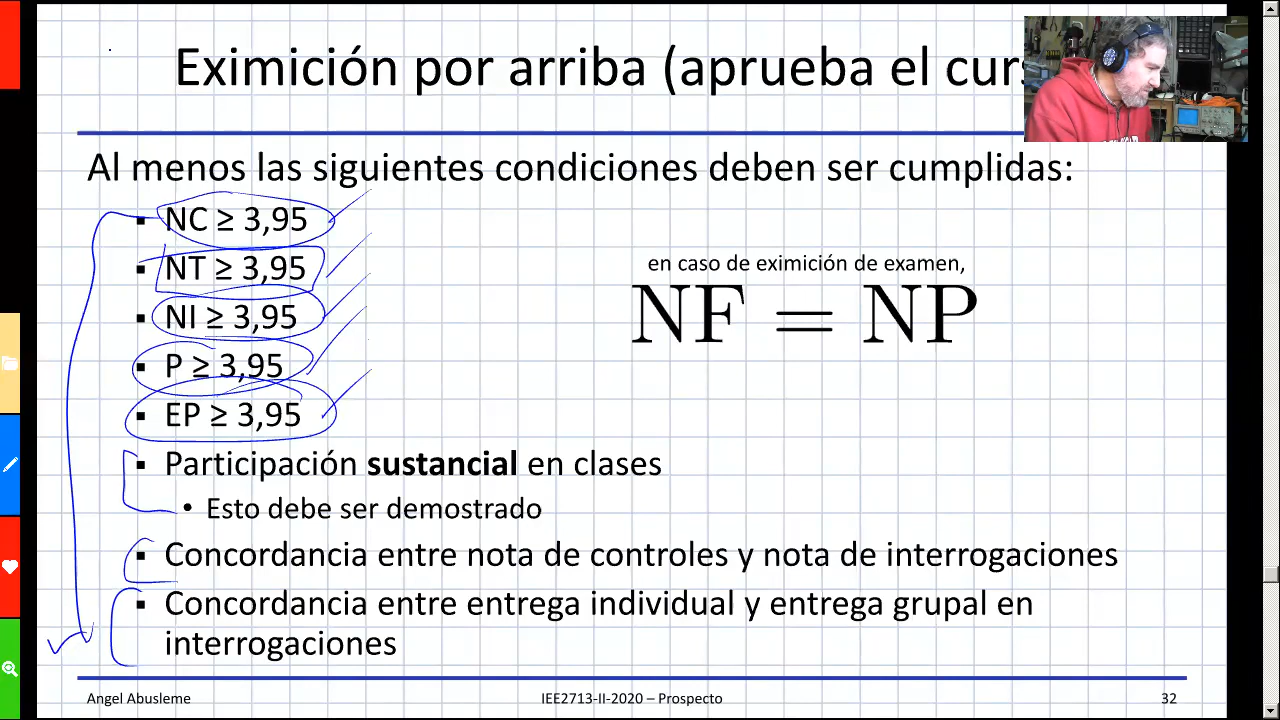 Eximición por arriba (aprueba el curs
Al menos las siguientes condiciones deben ser cumplidas:
▪ NC ≥ 3,95
▪ NT ≥ 3,95
▪ NI ≥ 3,95
▪ P ≥ 3,95
▪ EP ≥ 3,95
▪ Participación sustancial en clases
• Esto debe ser demostrado
▪ Concordancia entre nota de controles y nota de interrogaciones
▪ Concordancia entre entrega individual y entrega grupal en
interrogaciones
en caso de eximición de examen,
NF = NP
Angel Abusleme
IEE2713-II-2020 – Prospecto
32